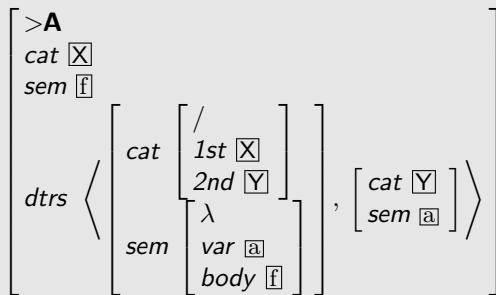 >A
cat X
sem f
dtrs ⟨ [ cat [ / 1st X 2nd Y ] sem [ λ var a body f ] ] , [ cat Y sem a ] ⟩